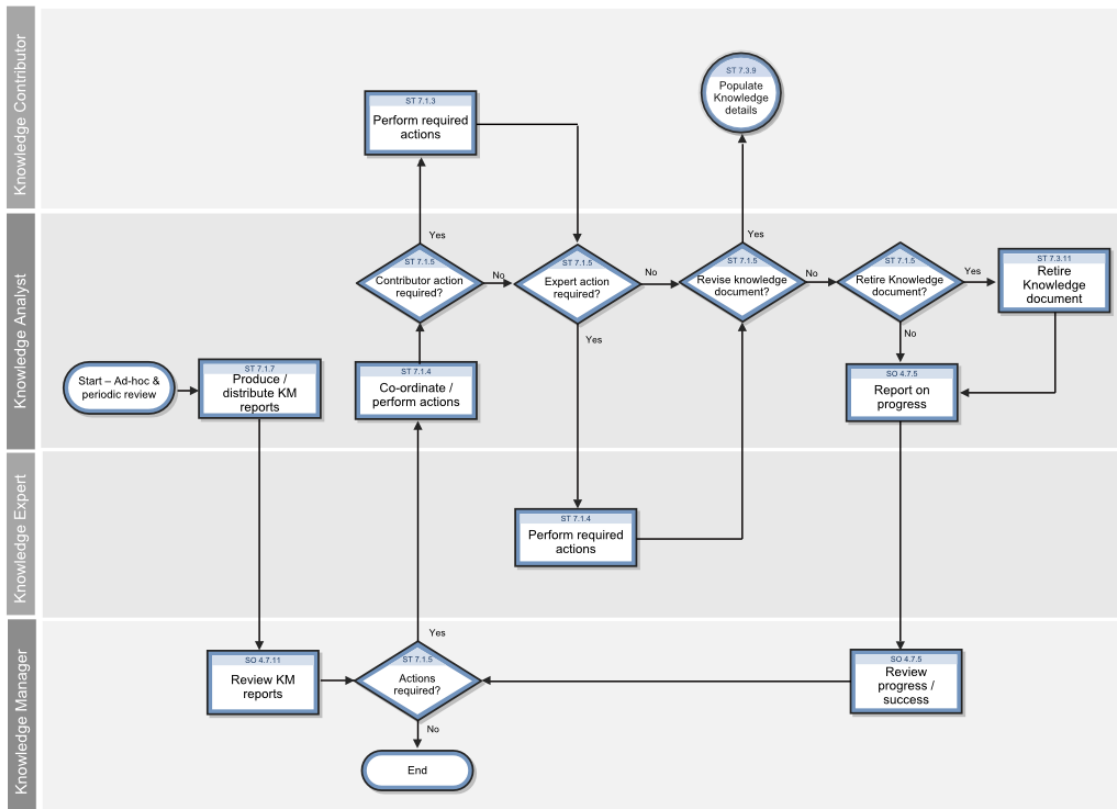 Knowledge Contributor
ST 7.1.3
Perform required
actions
ST 7.3.9
Populate
Knowledge
details
Knowledge Analyst
Yes
Yes
ST 7.1.5
Contributor action
required?
No
ST 7.1.5
Expert action
required?
No
Yes
ST 7.1.5
Revise knowledge
document?
No
ST 7.1.5
Retire Knowledge
document?
Yes
No
ST 7.3.11
Retire
Knowledge
document
Start – Ad-hoc &
periodic review
ST 7.1.7
Produce /
distribute KM
reports
ST 7.1.4
Co-ordinate /
perform actions
SO 4.7.5
Report on
progress
Knowledge Expert
ST 7.1.4
Perform required
actions
Knowledge Manager
Yes
SO 4.7.11
Review KM
reports
ST 7.1.5
Actions
required?
No
SO 4.7.5
Review
progress /
success
End